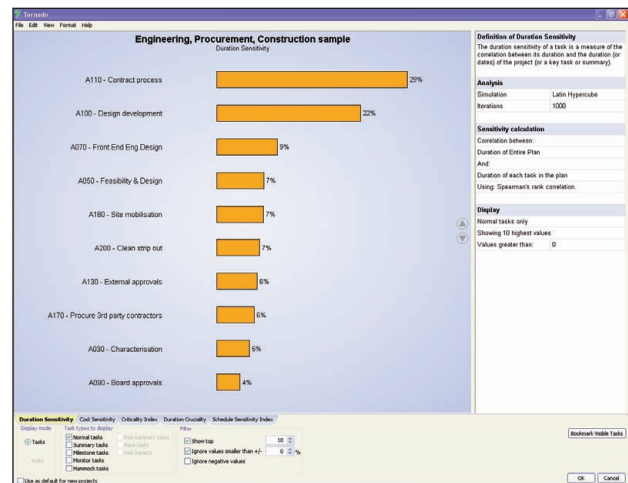 Tornado
File Edit View Format Help
Engineering, Procurement, Construction sample
Duration Sensitivity
A110 - Contract process 29%
A100 - Design development 22%
A070 - Front End Eng Design 9%
A050 - Feasibility & Design 7%
A160 - Site mobilisation 7%
A200 - Clean strip out 7%
A130 - External approvals 6%
A170 - Procure 3rd party contractors 6%
A030 - Characterisation 5%
A090 - Board approvals 4%
Definition of Duration Sensitivity
The duration sensitivity of a task is a measure of the
correlation between its duration and the duration (or
dates) of the project (or a key task or summary).
Analysis
Simulation Latin Hypercube
Iterations 1000
Sensitivity calculation
Correlation between:
Duration of Entire Plan
And:
Duration of each task in the plan
Using: Spearman's rank correlation.
Display
Normal tasks only
Showing 10 highest values
Values greater than: 0
Duration Sensitivity Cost Sensitivity Criticality Index Duration Cruciality Schedule Sensitivity Index
Display mode Task types to display Filter
Tasks
Normal tasks
Summary tasks
Milestone tasks
Monitor tasks
Hammock tasks
Show top 10
Ignore values smaller than +/- 0 %
Ignore negative values
Bookmark Visible Tasks
Use as default for new projects
OK Cancel